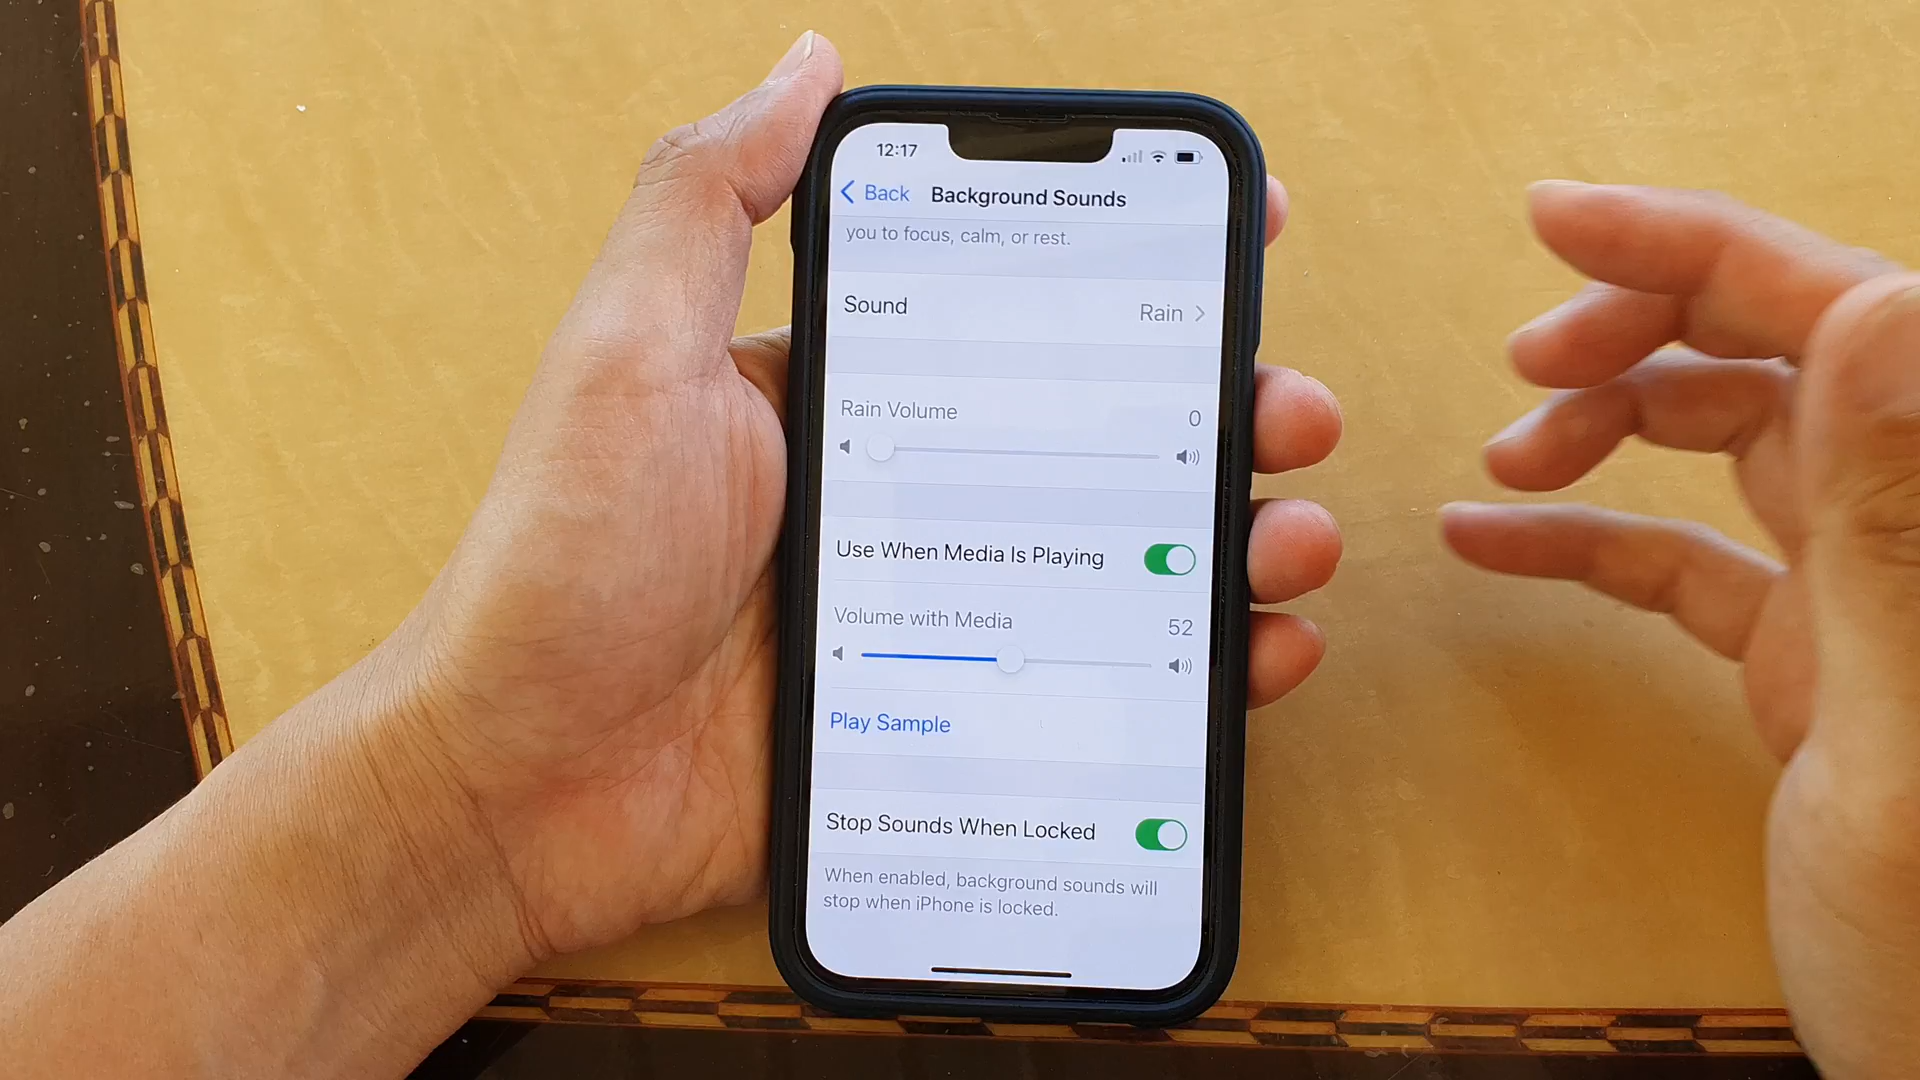 12:17
Back Background Sounds
you to focus, calm, or rest.
Sound Rain
Rain Volume 0
Use When Media Is Playing
Volume with Media 52
Play Sample
Stop Sounds When Locked
When enabled, background sounds will
stop when iPhone is locked.